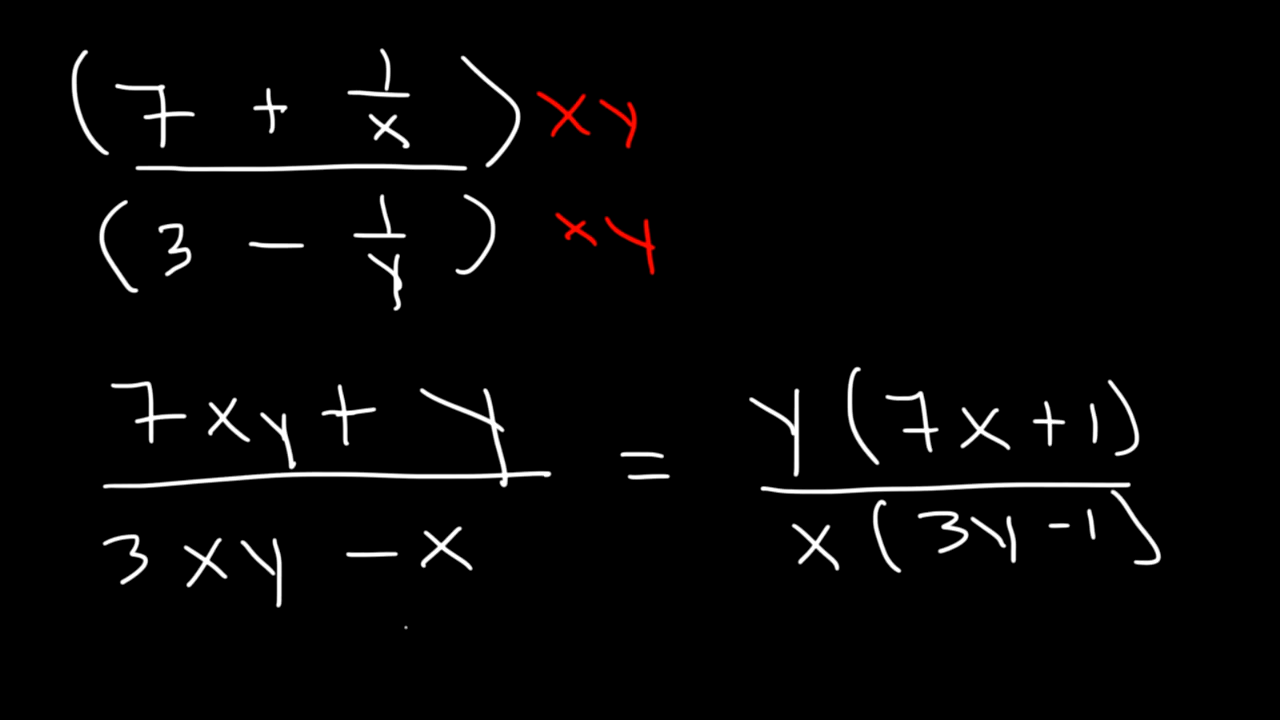 (7 + 1/x) xy
(3 - 1/y) xy
7xy + y / 3xy - x = y(7x+1) / x(3y-1)